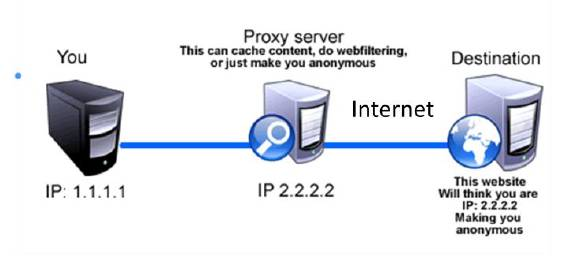 You
Proxy server
This can cache content, do webfiltering,
or just make you anonymous
Destination
Internet
IP: 1.1.1.1
IP 2.2.2.2
This website
Will think you are
IP: 2.2.2.2
Making you
anonymous